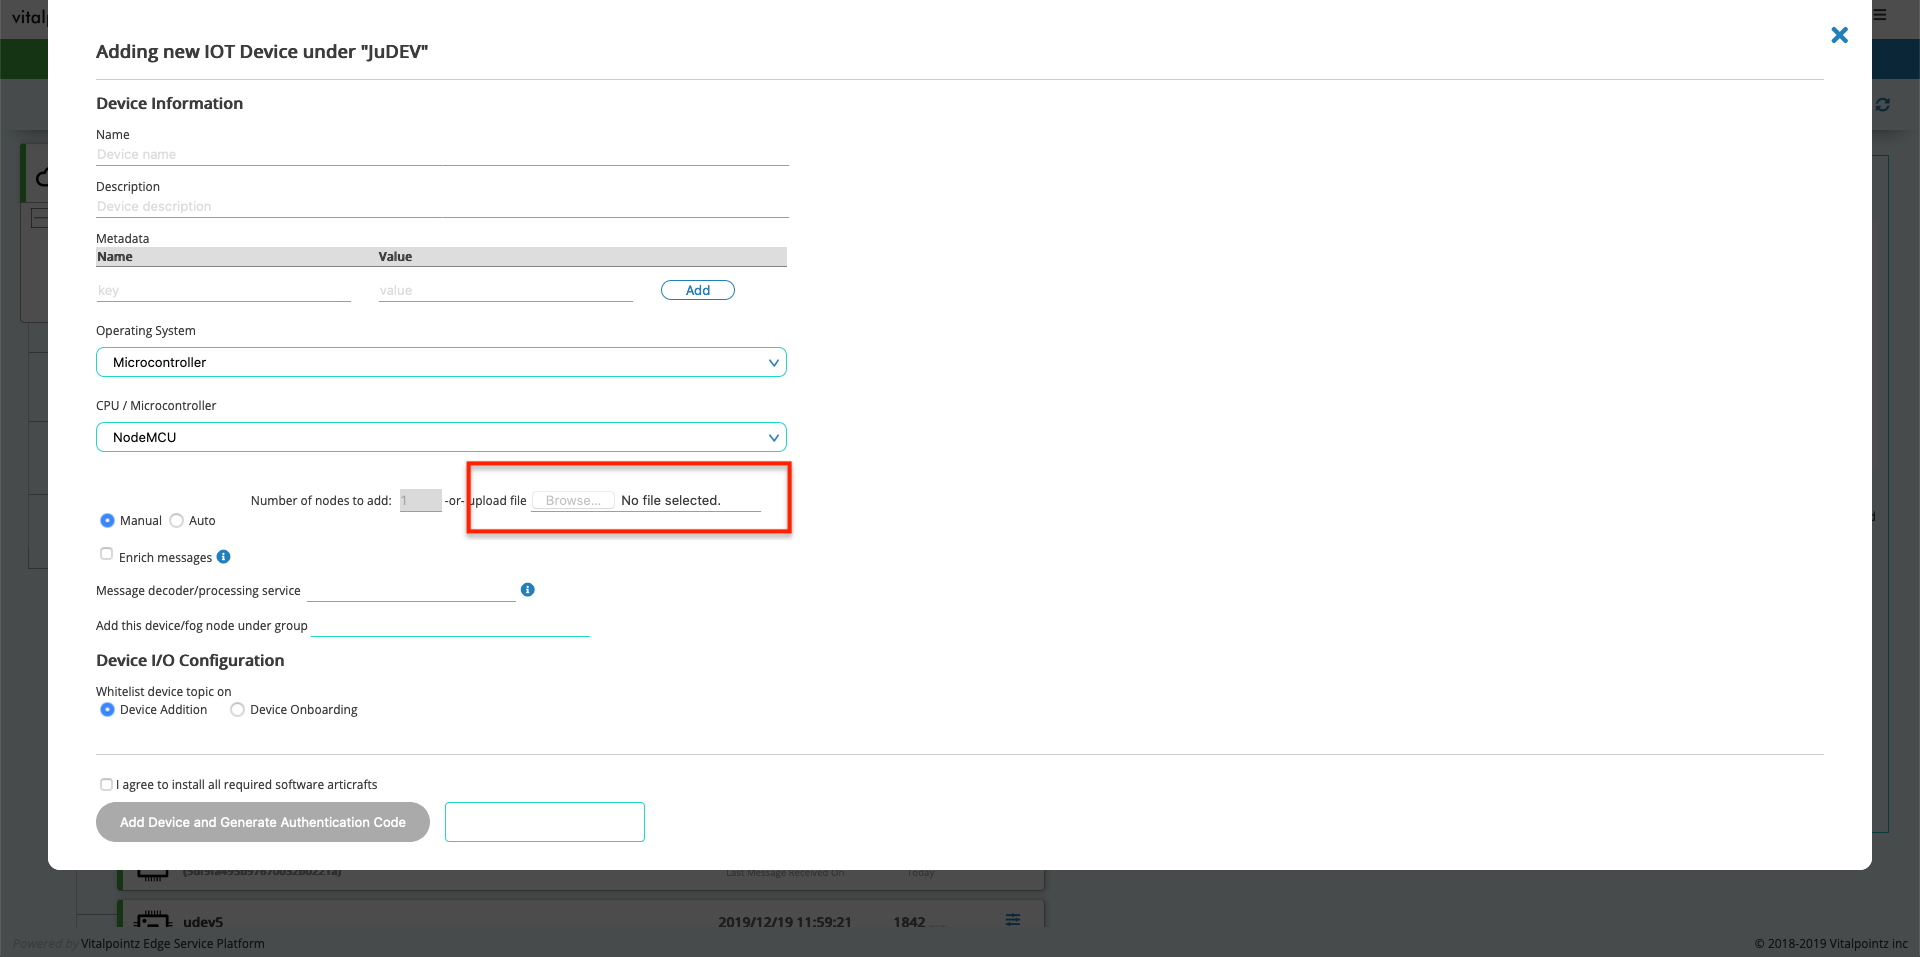 Adding new IOT Device under "JuDEV"
Device Information
Name
Device name
Description
Device description
Metadata
Name Value
key value Add
Operating System
Microcontroller
CPU / Microcontroller
NodeMCU
Number of nodes to add: 1 -or- upload file Browse... No file selected.
Manual Auto
Enrich messages
Message decoder/processing service
Add this device/fog node under group
Device I/O Configuration
Whitelist device topic on
Device Addition Device Onboarding
I agree to install all required software articrafts
Add Device and Generate Authentication Code
Last Message Received On Today
udev5 2019/12/19 11:59:21 1842
Powered by Vitalpointz Edge Service Platform © 2018-2019 Vitalpointz inc